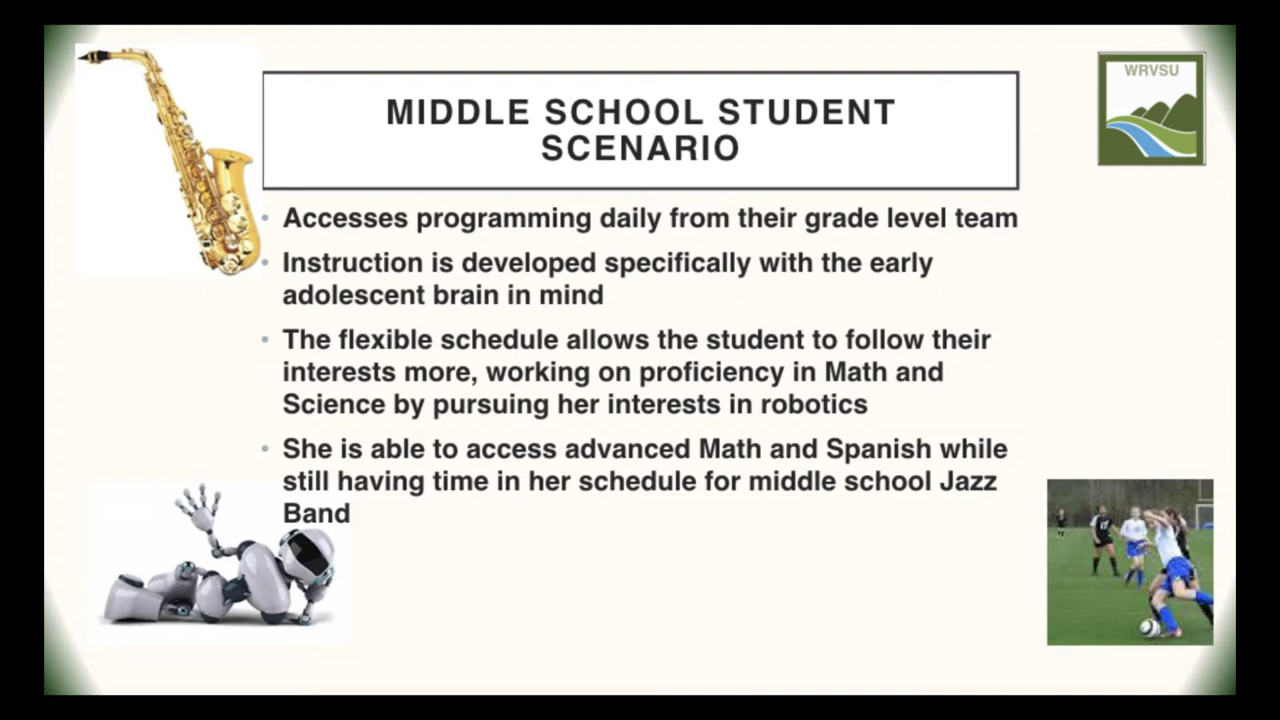 WRVSU
MIDDLE SCHOOL STUDENT
SCENARIO
• Accesses programming daily from their grade level team
• Instruction is developed specifically with the early
adolescent brain in mind
• The flexible schedule allows the student to follow their
interests more, working on proficiency in Math and
Science by pursuing her interests in robotics
• She is able to access advanced Math and Spanish while
still having time in her schedule for middle school Jazz
Band